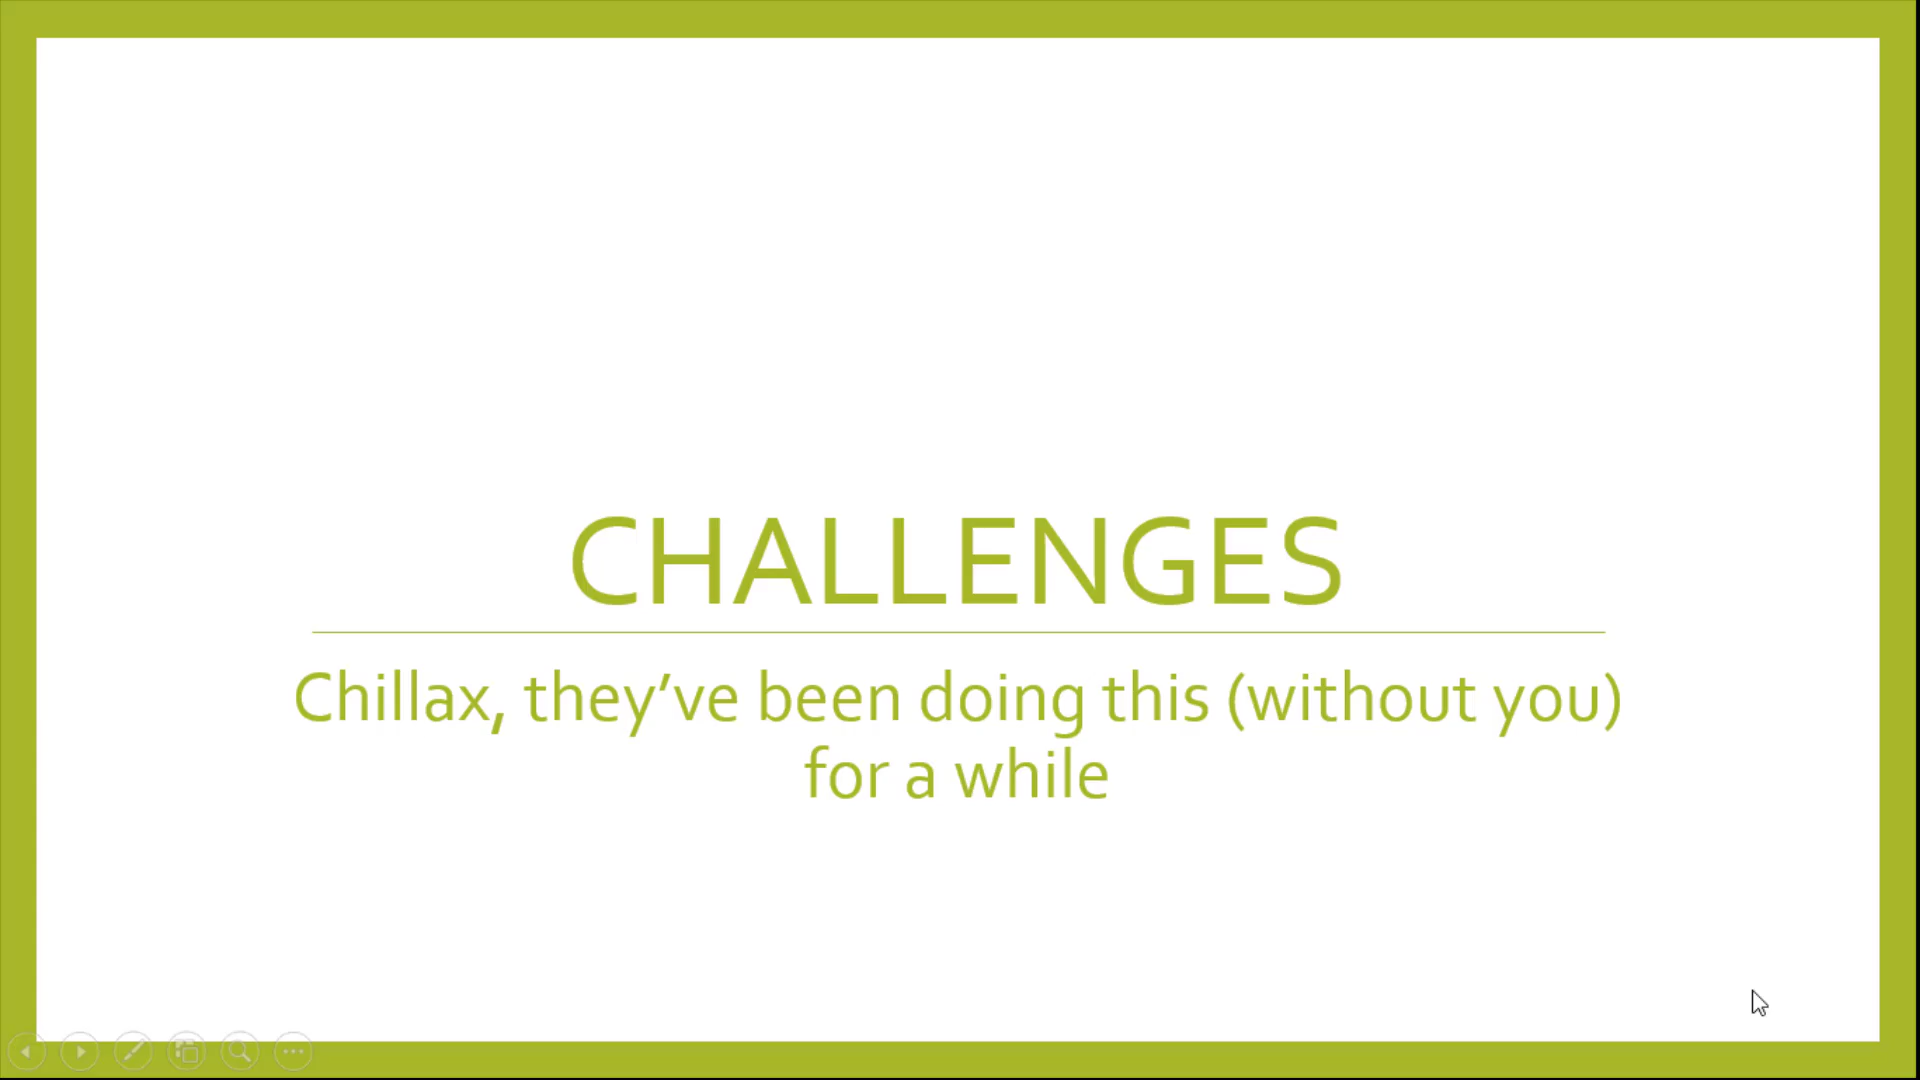 CHALLENGES
Chillax, they’ve been doing this (without you)
for a while